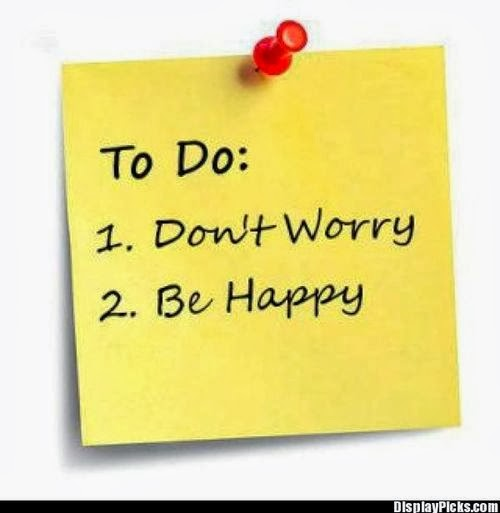 To Do:
1. Don't Worry
2. Be Happy
DisplayPicks.com